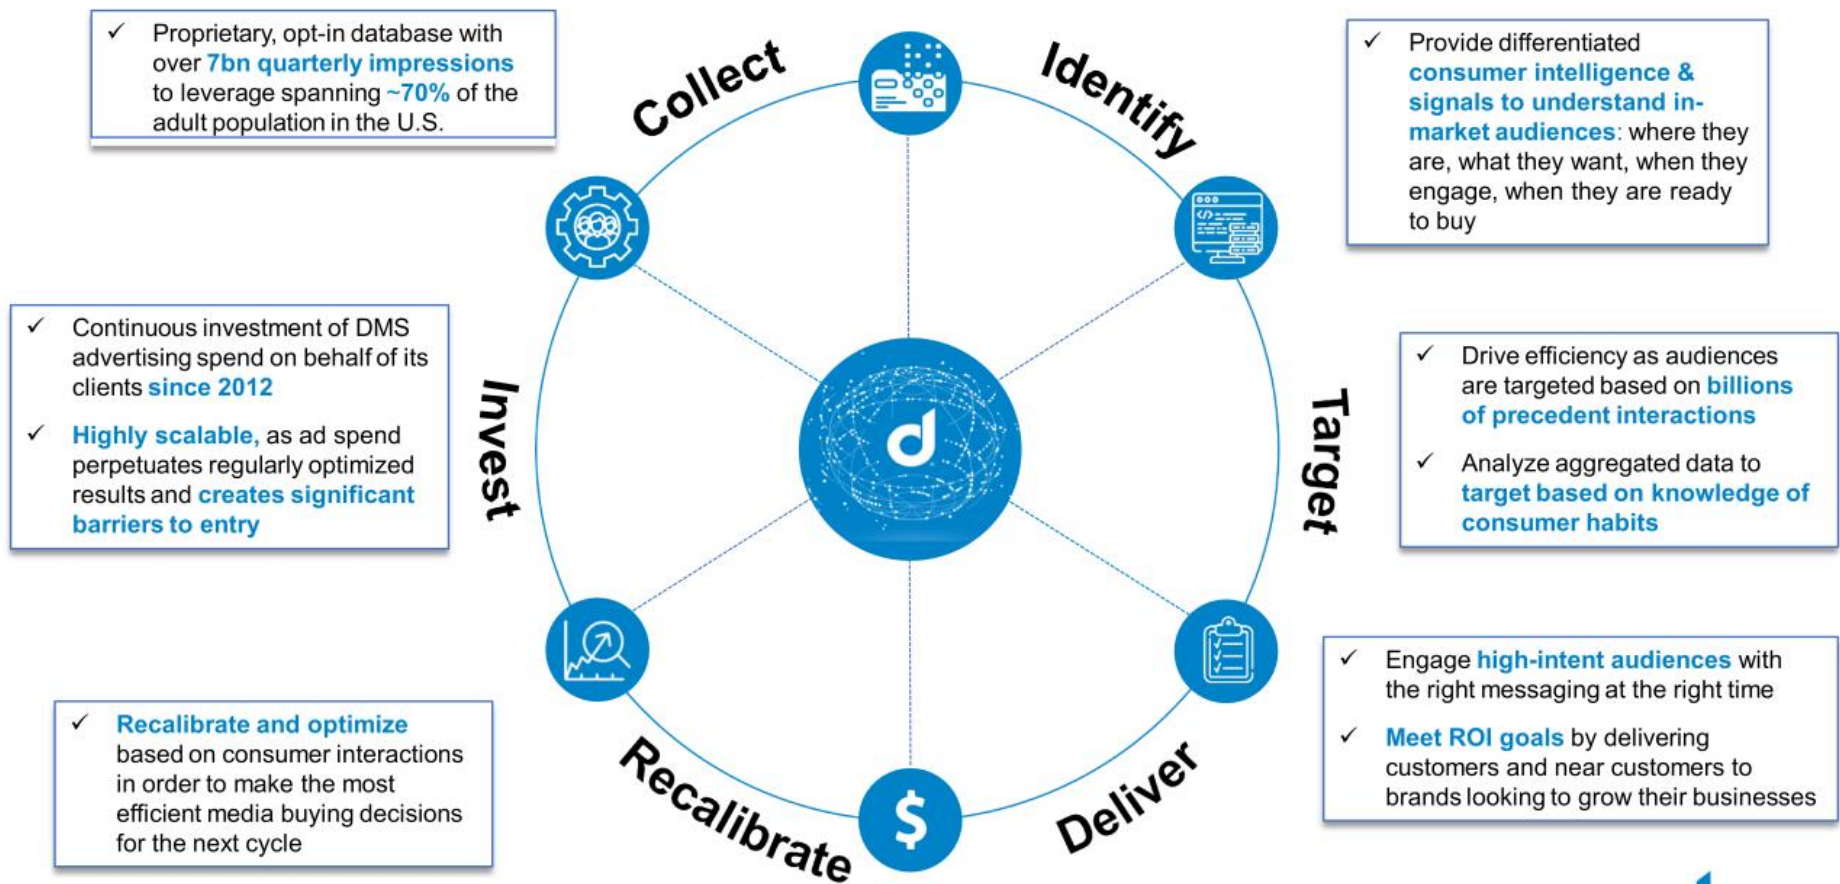 ✓ Proprietary, opt-in database with
over 7bn quarterly impressions
to leverage spanning ~70% of the
adult population in the U.S.
Collect
Identify
✓ Provide differentiated
consumer intelligence &
signals to understand in-
market audiences: where they
are, what they want, when they
engage, when they are ready
to buy
✓ Continuous investment of DMS
advertising spend on behalf of its
clients since 2012
✓ Highly scalable, as ad spend
perpetuates regularly optimized
results and creates significant
barriers to entry
Invest
d
Target
✓ Drive efficiency as audiences
are targeted based on billions
of precedent interactions
✓ Analyze aggregated data to
target based on knowledge of
consumer habits
✓ Recalibrate and optimize
based on consumer interactions
in order to make the most
efficient media buying decisions
for the next cycle
Recalibrate
$
Deliver
✓ Engage high-intent audiences with
the right messaging at the right time
✓ Meet ROI goals by delivering
customers and near customers to
brands looking to grow their businesses